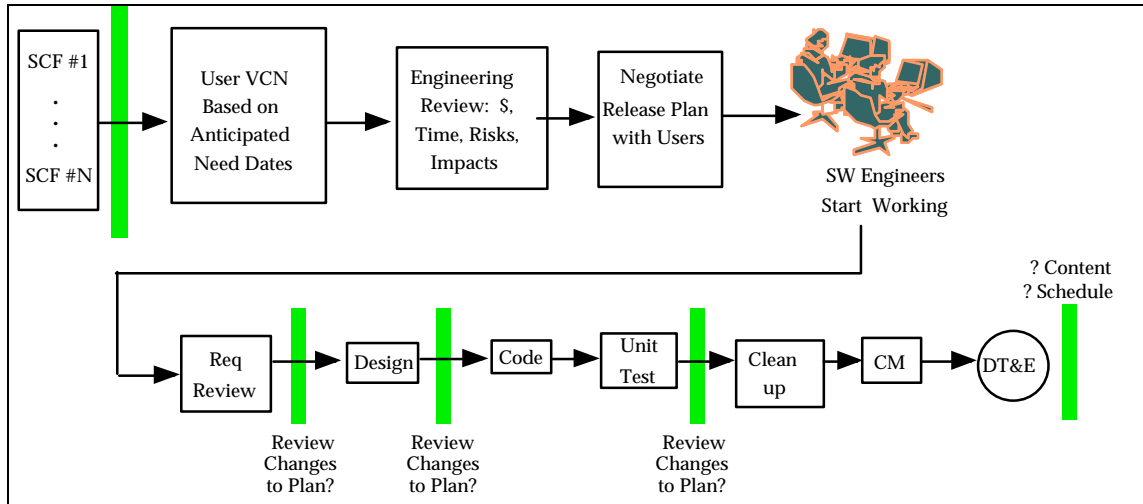 SCF #1
.
.
.
SCF #N
User VCN
Based on
Anticipated
Need Dates
Engineering
Review: $,
Time, Risks,
Impacts
Negotiate
Release Plan
with Users
SW Engineers
Start Working
? Content
? Schedule
Req
Review
Design
Code
Unit
Test
Clean
up
CM
DT&E
Review
Changes
to Plan?
Review
Changes
to Plan?
Review
Changes
to Plan?